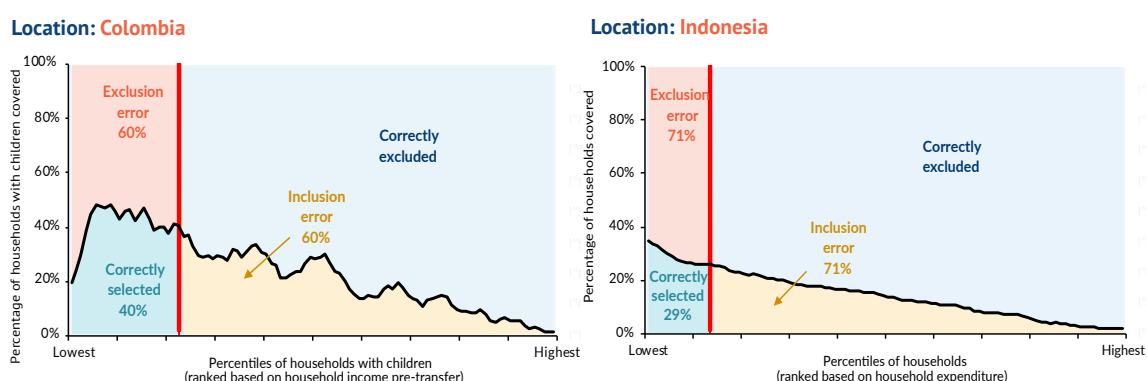 Location: Colombia
Percentage of households with children covered
100%
80%
60%
40%
20%
0%
Exclusion
error
60%
Correctly
excluded
Inclusion
error
60%
Correctly
selected
40%
Lowest
Highest
Percentiles of households with children
(ranked based on household income pre-transfer)
Location: Indonesia
Percentage of households covered
100%
80%
60%
40%
20%
0%
Exclusion
error
71%
Correctly
excluded
Inclusion
error
71%
Correctly
selected
29%
Lowest
Highest
Percentiles of households
(ranked based on household expenditure)